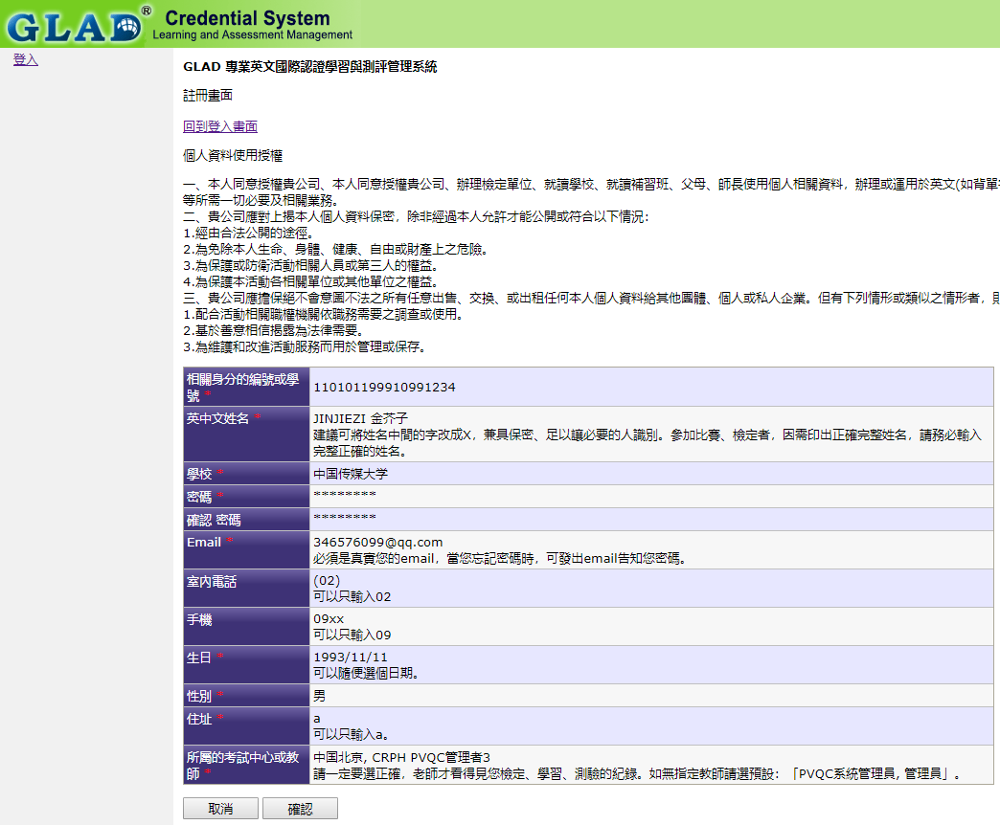 GLAD® Credential System
Learning and Assessment Management
登入
GLAD 專業英文國際認證學習與測評管理系統
註冊畫面
回到登入畫面
個人資料使用授權
一、本人同意授權貴公司、本人同意授權貴公司、辦理檢定單位、就讀學校、就讀補習班、父母、師長使用個人相關資料，辦理或運用於英文(如背單
等所需一切必要及相關業務。
二、貴公司應對上揭本人個人資料保密，除非經過本人允許才能公開或符合以下情況：
1.經由合法公開的途徑。
2.為免除本人生命、身體、健康、自由或財產上之危險。
3.為保護或防衛活動相關人員或第三人的權益。
4.為保護本活動各相關單位或其他單位之權益。
三、貴公司應擔保絕不會意圖不法之所有任意出售、交換、或出租任何本人個人資料給其他團體、個人或私人企業。但有下列情形或類似之情形者，
1.配合活動相關職權機關依職務需要之調查或使用。
2.基於善意相信揭露為法律需要。
3.為維護和改進活動服務而用於管理或保存。
相關身分的編號或學
號 *
110101199910991234
英中文姓名 *
JINJIEZI 金芥子
建議可將姓名中間的字改成X，兼具保密、足以讓必要的人識別。參加比賽、檢定者，因需印出正確完整姓名，請務必輸入
完整正確的姓名。
學校 *
中国传媒大学
密碼 *
********
確認 密碼
********
Email *
346576099@qq.com
必須是真實您的email，當您忘記密碼時，可發出email告知您密碼。
室內電話
(02)
可以只輸入02
手機
09xx
可以只輸入09
生日 *
1993/11/11
可以隨便選個日期。
性別 *
男
住址 *
a
可以只輸入a。
所屬的考試中心或教
師 *
中国北京, CRPH PVQC管理者3
請一定要選正確，老師才看得見您檢定、學習、測驗的紀錄。如無指定教師請選預設：「PVQC系統管理員, 管理員」。
取消
確認